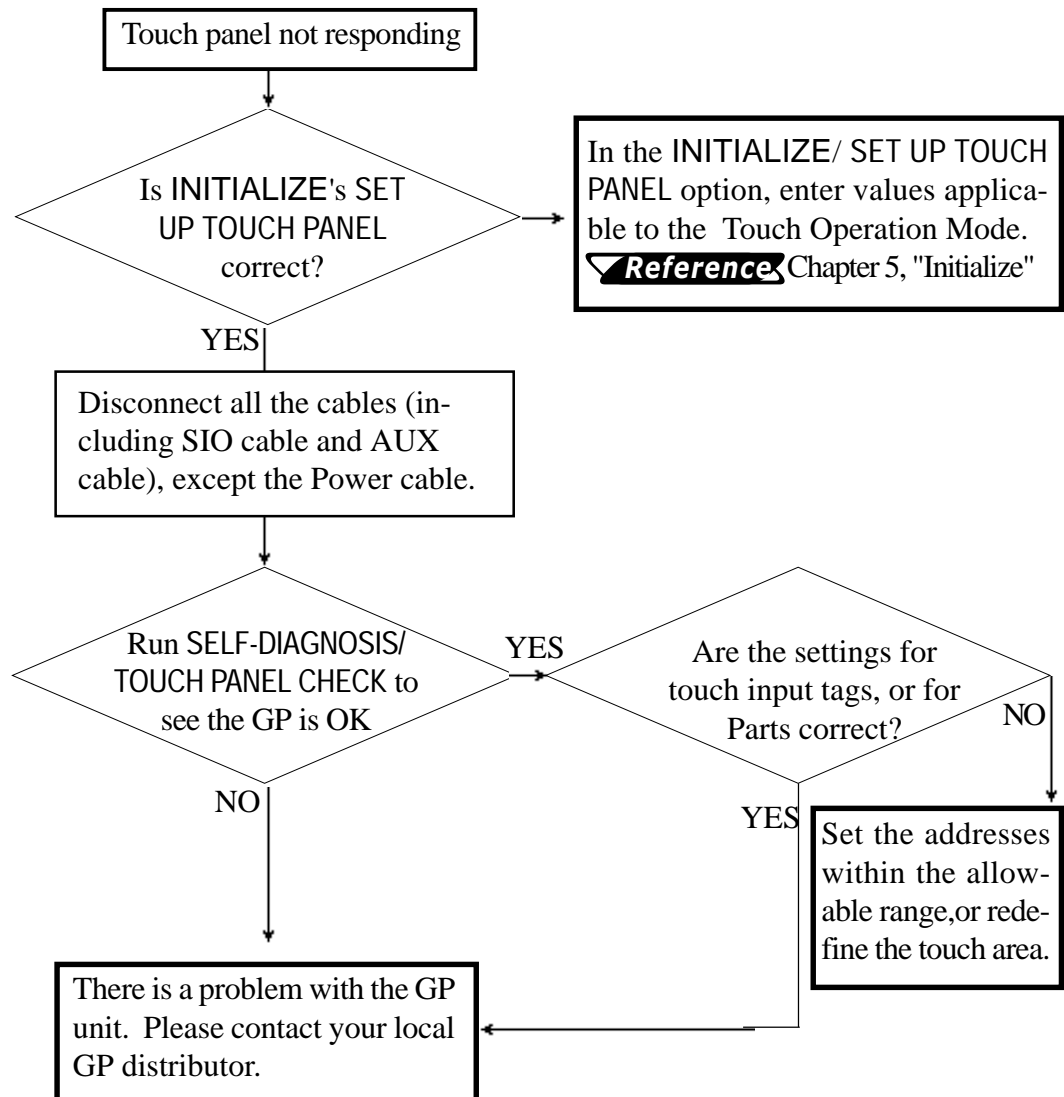 Touch panel not responding
Is INITIALIZE's SET
UP TOUCH PANEL
correct?
In the INITIALIZE/ SET UP TOUCH
PANEL option, enter values applica-
ble to the Touch Operation Mode.
Reference Chapter 5, "Initialize"
YES
Disconnect all the cables (in-
cluding SIO cable and AUX
cable), except the Power cable.
Run SELF-DIAGNOSIS/
TOUCH PANEL CHECK to
see the GP is OK
YES
Are the settings for
touch input tags, or for
Parts correct?
NO
NO
YES
Set the addresses
within the allow-
able range,or rede-
fine the touch area.
There is a problem with the GP
unit. Please contact your local
GP distributor.